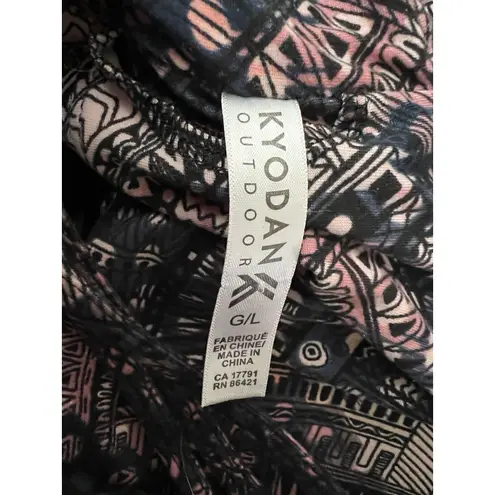 KYODAN
OUTDOOR
G/L
FABRIQUÉ
EN CHINE/
MADE IN
CHINA
CA 17791
RN 86421